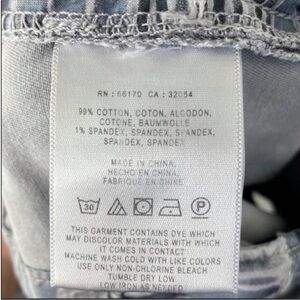 RN : 66170 CA : 32054
99% COTTON, COTON, ALGODÓN,
COTONE, BAUMWOLLE
1% SPANDEX, SPANDEX, SPANDEX,
SPANDEX, SPANDEX
MADE IN CHINA,
HECHO EN CHINA,
FABRIQUÉ EN CHINE,
30 P
THIS GARMENT CONTAINS DYE WHICH
MAY DISCOLOR MATERIALS WITH WHICH
IT COMES IN CONTACT
MACHINE WASH COLD WITH LIKE COLORS
USE ONLY NON-CHLORINE BLEACH
TUMBLE DRY LOW
LOW IRON AS NEEDED